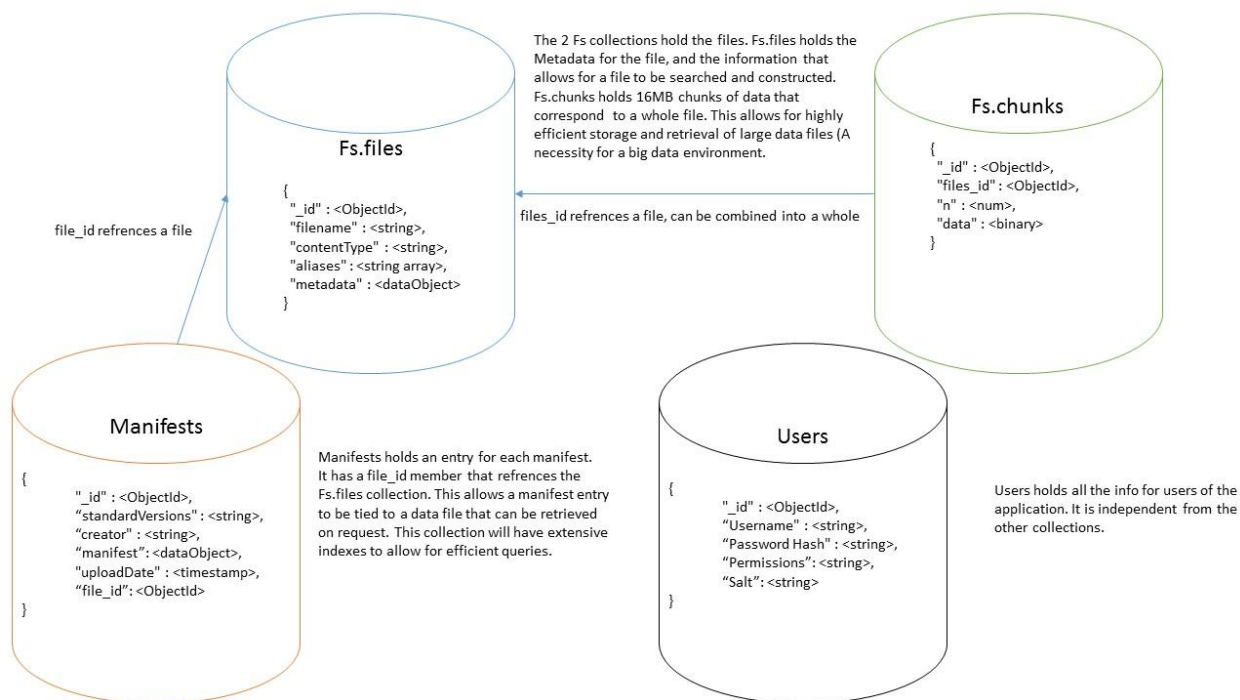 The 2 Fs collections hold the files. Fs.files holds the
Metadata for the file, and the information that
allows for a file to be searched and constructed.
Fs.chunks holds 16MB chunks of data that
correspond to a whole file. This allows for highly
efficient storage and retrieval of large data files (A
necessity for a big data environment.
Fs.files
{
"_id" : <ObjectId>,
"filename" : <string>,
"contentType" : <string>,
"aliases" : <string array>,
"metadata" : <dataObject>
}
Fs.chunks
{
"_id" : <ObjectId>,
"files_id" : <ObjectId>,
"n" : <num>,
"data" : <binary>
}
file_id refrences a file
files_id refrences a file, can be combined into a whole
Manifests
{
"_id" : <ObjectId>,
“standardVersions" : <string>,
“creator" : <string>,
“manifest”: <dataObject>,
"uploadDate" : <timestamp>,
“file_id”: <ObjectId>
}
Manifests holds an entry for each manifest.
It has a file_id member that refrences the
Fs.files collection. This allows a manifest entry
to be tied to a data file that can be retrieved
on request. This collection will have extensive
indexes to allow for efficient queries.
Users
{
"_id" : <ObjectId>,
“Username" : <string>,
“Password Hash" : <string>,
“Permissions”: <string>,
“Salt”: <string>
}
Users holds all the info for users of the
application. It is independent from the
other collections.